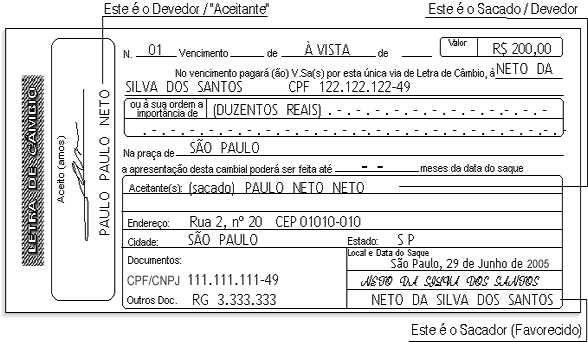 Este é o Devedor / "Aceitante"
Este é o Sacado / Devedor
LETRA DE CÂMBIO
Aceito (amos)
PAULO PAULO NETO
N. 01 Vencimento de À VISTA de
Valor R$ 200,00
No vencimento pagará (ão) V.Sa(s) por esta única via de Letra de Câmbio, à NETO DA
SILVA DOS SANTOS CPF 122.122.122-49
ou à sua ordem a
importância de (DUZENTOS REAIS) . - . - . - . - . - . - . - . - . - . - . - . - . - .
. - . - . - . - . - . - . - . - . - . - . - . - . - . - . - . - . - . - . - . - . - . - . - . - .
Na praça de SÃO PAULO
a apresentação desta cambial poderá ser feita até - - meses da data do saque
Aceitante(s): (sacado) PAULO NETO NETO
Endereço: Rua 2, nº 20 CEP 01010-010
Cidade: SÃO PAULO Estado: S P
Documentos:
CPF/CNPJ 111.111.111-49
Outros Doc. RG 3.333.333
Local e Data do Saque
São Paulo, 29 de Junho de 2005
NETO DA SILVA DOS SANTOS
NETO DA SILVA DOS SANTOS
Este é o Sacador (Favorecido)